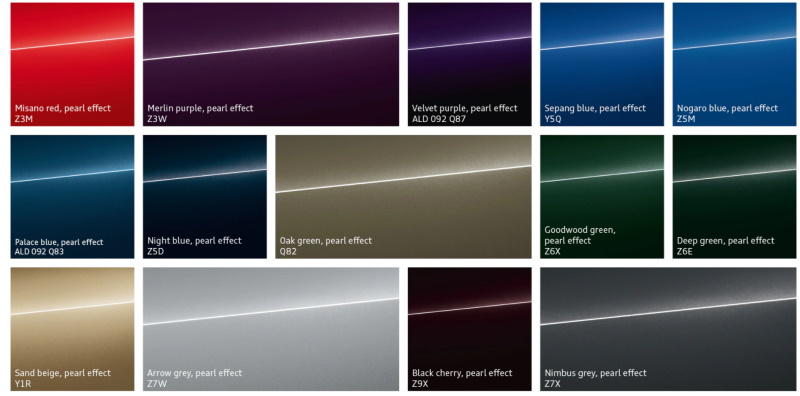 Misano red, pearl effect
Z3M
Merlin purple, pearl effect
Z3W
Velvet purple, pearl effect
ALD 092 Q87
Sepang blue, pearl effect
Y5Q
Nogaro blue, pearl effect
Z5M
Palace blue, pearl effect
ALD 092 Q83
Night blue, pearl effect
Z5D
Oak green, pearl effect
Q82
Goodwood green,
pearl effect
Z6X
Deep green, pearl effect
Z6E
Sand beige, pearl effect
Y1R
Arrow grey, pearl effect
Z7W
Black cherry, pearl effect
Z9X
Nimbus grey, pearl effect
Z7X